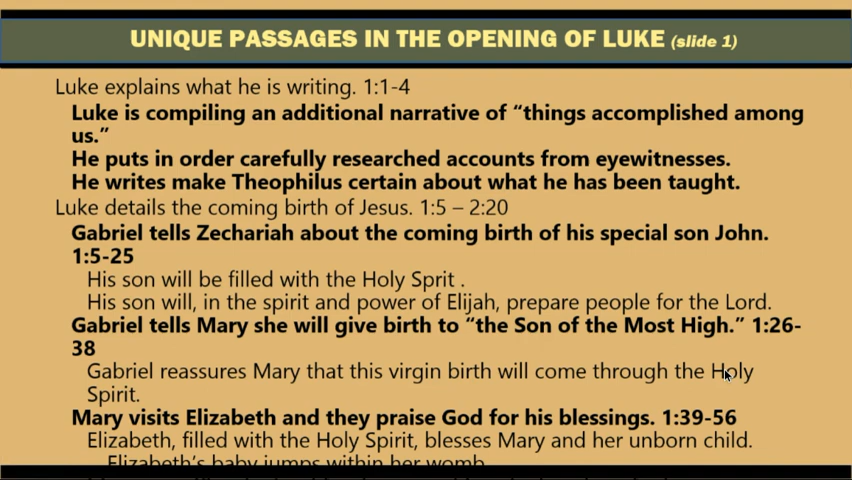 UNIQUE PASSAGES IN THE OPENING OF LUKE (slide 1)
Luke explains what he is writing. 1:1-4
Luke is compiling an additional narrative of “things accomplished among
us.”
He puts in order carefully researched accounts from eyewitnesses.
He writes make Theophilus certain about what he has been taught.
Luke details the coming birth of Jesus. 1:5 – 2:20
Gabriel tells Zechariah about the coming birth of his special son John.
1:5-25
His son will be filled with the Holy Sprit .
His son will, in the spirit and power of Elijah, prepare people for the Lord.
Gabriel tells Mary she will give birth to “the Son of the Most High.” 1:26-
38
Gabriel reassures Mary that this virgin birth will come through the Holy
Spirit.
Mary visits Elizabeth and they praise God for his blessings. 1:39-56
Elizabeth, filled with the Holy Spirit, blesses Mary and her unborn child.
Elizabeth’s baby jumps within her womb